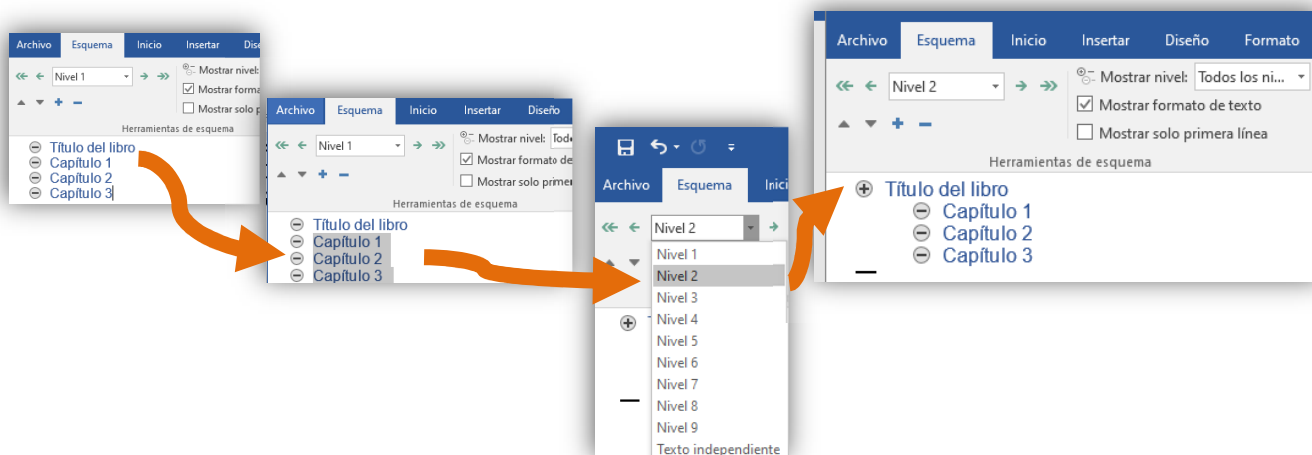 Archivo Esquema Inicio Insertar
Nivel 1
Mostrar nivel:
Mostrar
Mostrar solo
Herramientas de esquema
Título del libro
Capítulo 1
Capítulo 2
Capítulo 3
Archivo Esquema Inicio Insertar Diseño
Nivel 1
Mostrar nivel:
Mostrar formato de
Mostrar solo
Herramientas de esquema
Título del libro
Capítulo 1
Capítulo 2
Capítulo 3
Archivo Esquema
Nivel 2
Nivel 1
Nivel 2
Nivel 3
Nivel 4
Nivel 5
Nivel 6
Nivel 7
Nivel 8
Nivel 9
Texto independiente
Archivo Esquema Inicio Insertar Diseño Formato
Nivel 2
Mostrar nivel: Todos los ni...
Mostrar formato de texto
Mostrar solo primera línea
Herramientas de esquema
Título del libro
Capítulo 1
Capítulo 2
Capítulo 3